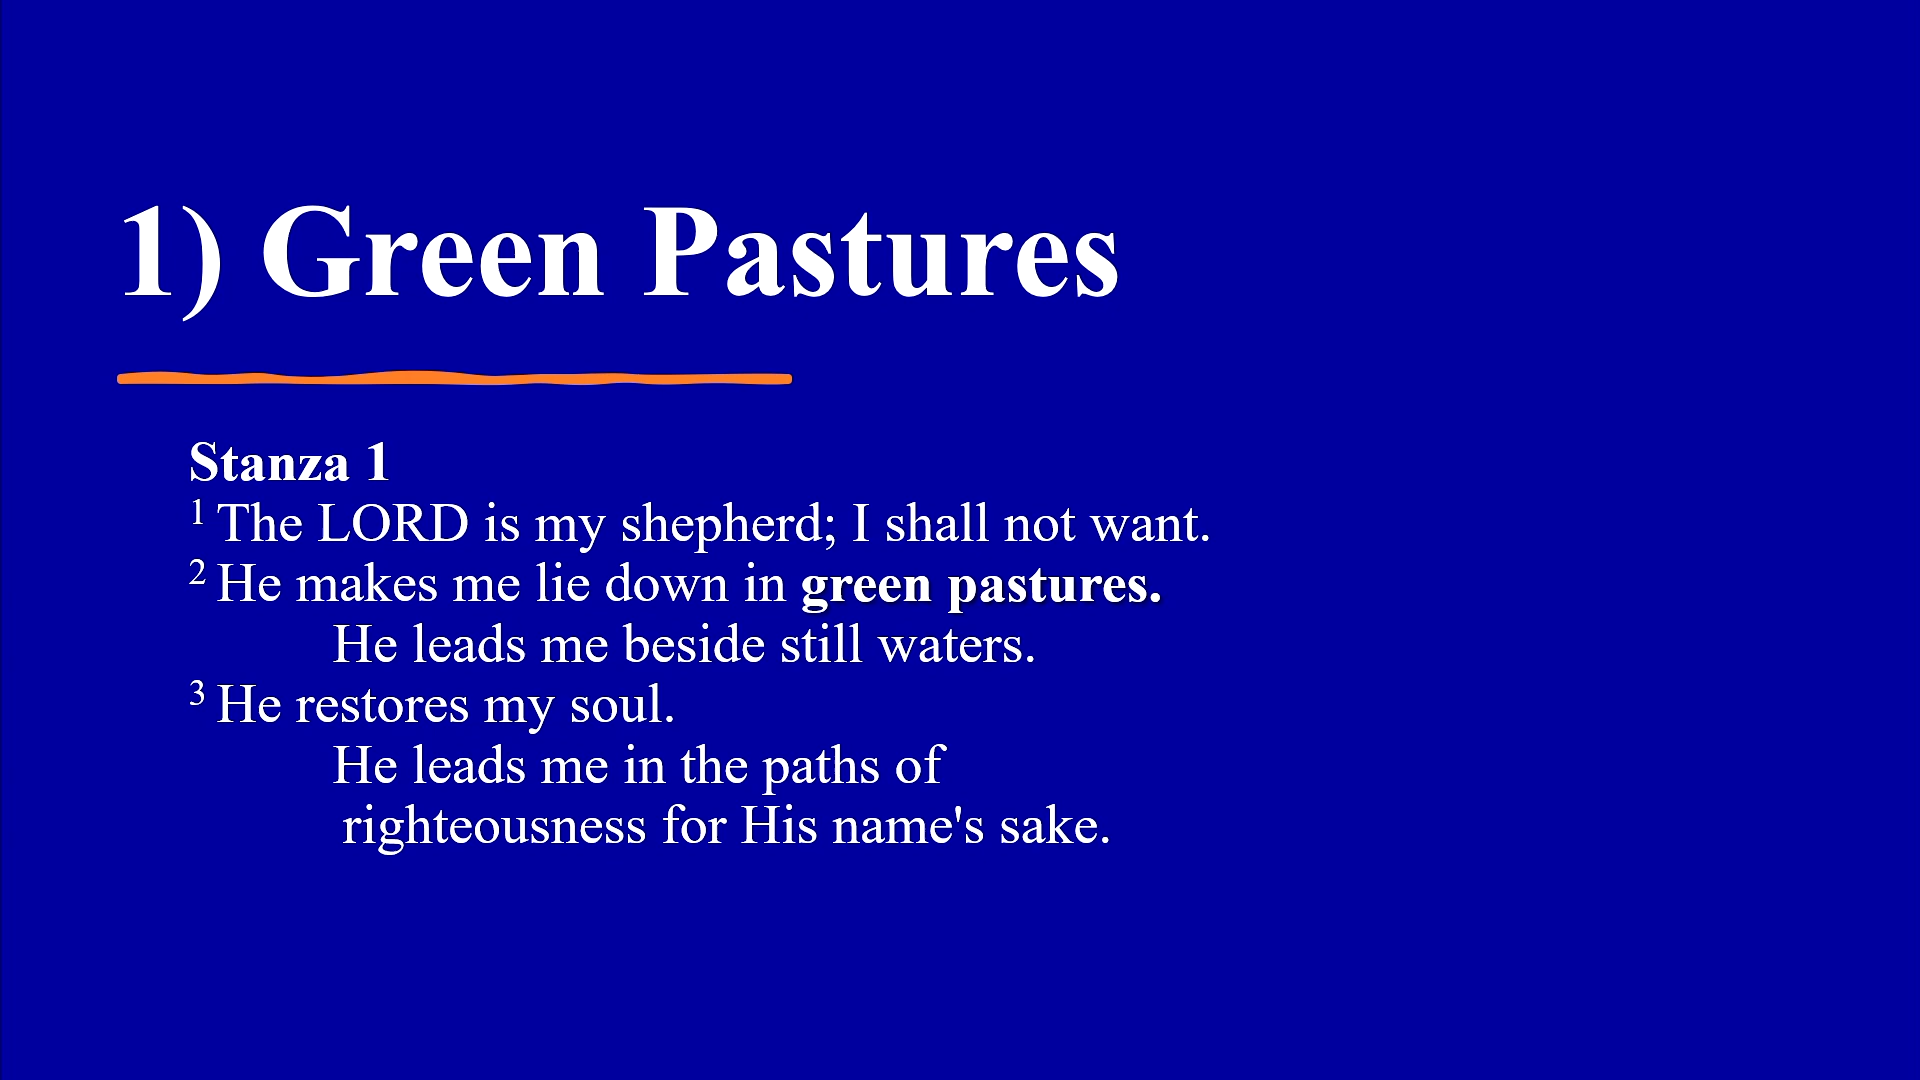 1) Green Pastures
Stanza 1
1 The LORD is my shepherd; I shall not want.
2 He makes me lie down in green pastures.
He leads me beside still waters.
3 He restores my soul.
He leads me in the paths of
righteousness for His name's sake.